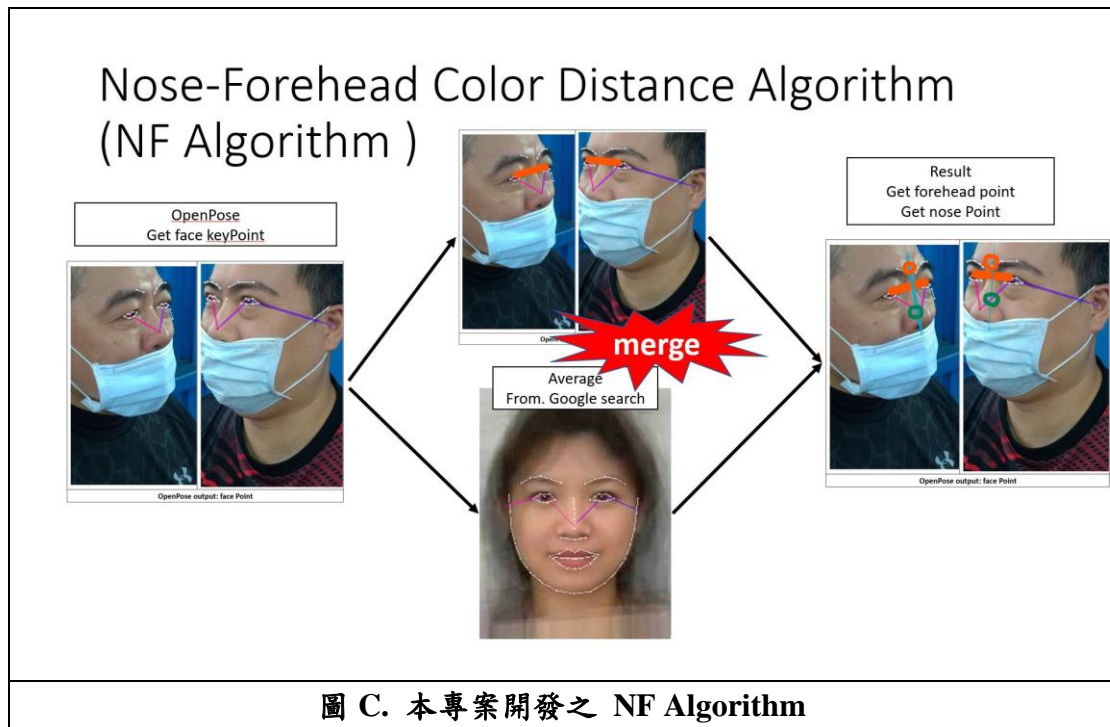 Nose-Forehead Color Distance Algorithm
(NF Algorithm )
OpenPose
Get face keyPoint
OpenPose output: face Point
merge
Average
From. Google search
Result
Get forehead point
Get nose Point
OpenPose output: face Point
圖 C. 本專案開發之 NF Algorithm